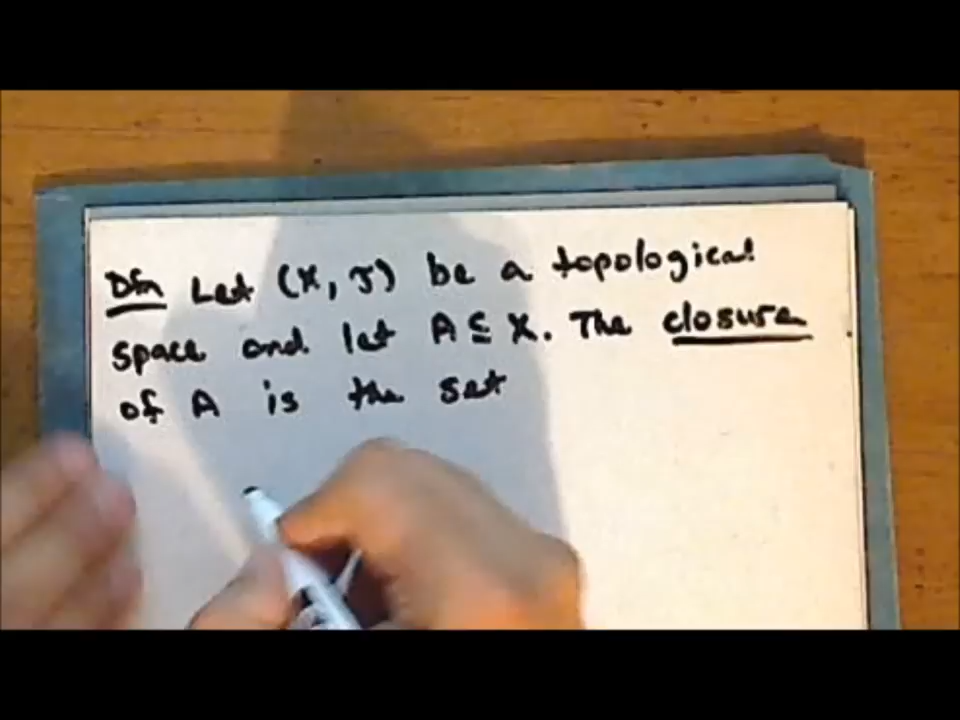 Dfn Let (X, T) be a topological
space and let A ⊆ X. The closure
of A is the set